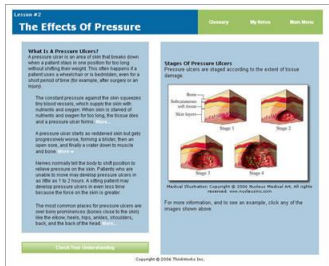 Lesson #2
The Effects Of Pressure
Glossary
My Notes
Main Menu
What Is A Pressure Ulcers?
A pressure ulcer is an area of skin that breaks down
when a patient stays in one position for too long
without shifting their weight. This often happens if a
patient uses a wheelchair or is bedridden, even for a
short period of time (for example, after surgery or an
injury).
The constant pressure against the skin squeezes
tiny blood vessels, which supply the skin with
nutrients and oxygen. When skin is starved of
nutrients and oxygen for too long, the tissue dies
and a pressure ulcer forms.
A pressure ulcer starts as reddened skin but gets
progressively worse, forming a blister, then an
open sore, and finally a crater down to muscle
and bone.
Nerves normally tell the body to shift position to
relieve pressure on the skin. Patients who are
unable to move may develop pressure ulcers in
as little as 1 to 2 hours. A sitting patient may
develop pressure ulcers in even less time
because the force on the skin is greater.
The most common places for pressure ulcers are
over bony prominences (bones close to the skin)
like the elbow, heels, hips, ankles, shoulders,
back, and the back of the head.
Check Your Understanding
Stages Of Pressure Ulcers
Pressure ulcers are staged according to the extent of tissue
damage.
Bone
Subcutaneous
soft tissue
Skin layers
Stage 1
Stage 2
Stage 3
Stage 4
Medical Illustration Copyright © 2006 Nucleus Medical Art, All rights
reserved. www.nucleusinc.com
For more information, and to see an example, click any of the
images shown above.
Copyright © 2006 ThinkWorks Inc.